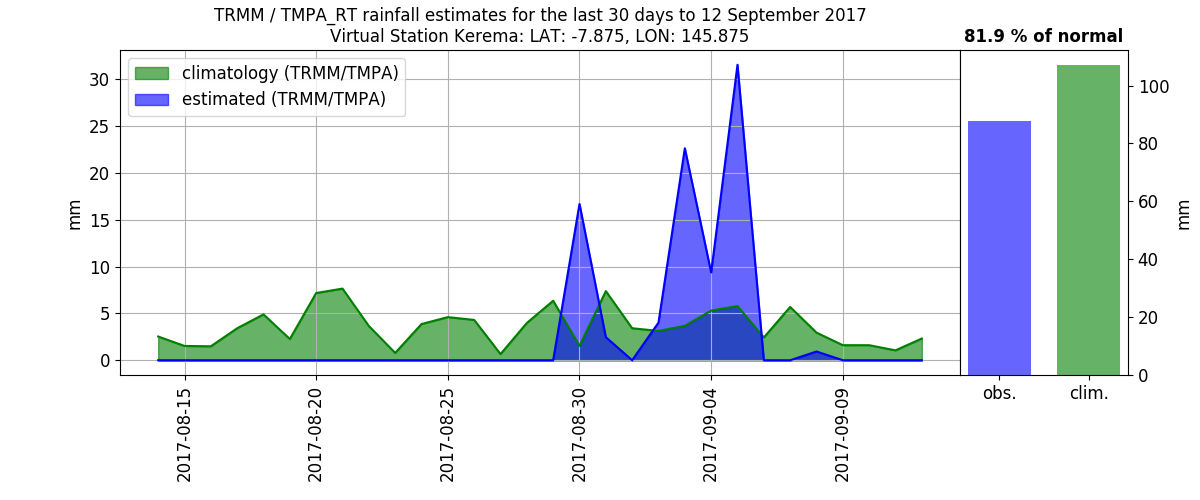 TRMM / TMPA_RT rainfall estimates for the last 30 days to 12 September 2017
Virtual Station Kerema: LAT: -7.875, LON: 145.875
81.9 % of normal
climatology (TRMM/TMPA)
estimated (TRMM/TMPA)
mm
30
25
20
15
10
5
0
2017-08-15
2017-08-20
2017-08-25
2017-08-30
2017-09-04
2017-09-09
100
80
60
40
20
0
mm
obs.
clim.